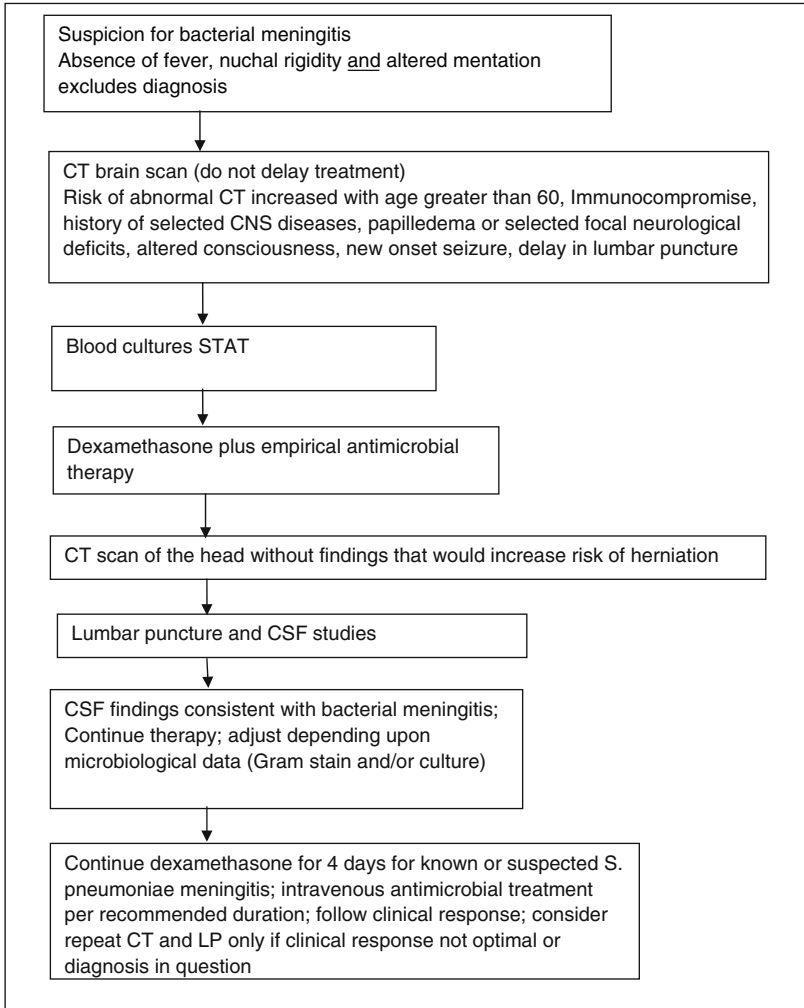 Suspicion for bacterial meningitis
Absence of fever, nuchal rigidity and altered mentation
excludes diagnosis
CT brain scan (do not delay treatment)
Risk of abnormal CT increased with age greater than 60, Immunocompromise,
history of selected CNS diseases, papilledema or selected focal neurological
deficits, altered consciousness, new onset seizure, delay in lumbar puncture
Blood cultures STAT
Dexamethasone plus empirical antimicrobial
therapy
CT scan of the head without findings that would increase risk of herniation
Lumbar puncture and CSF studies
CSF findings consistent with bacterial meningitis;
Continue therapy; adjust depending upon
microbiological data (Gram stain and/or culture)
Continue dexamethasone for 4 days for known or suspected S.
pneumoniae meningitis; intravenous antimicrobial treatment
per recommended duration; follow clinical response; consider
repeat CT and LP only if clinical response not optimal or
diagnosis in question